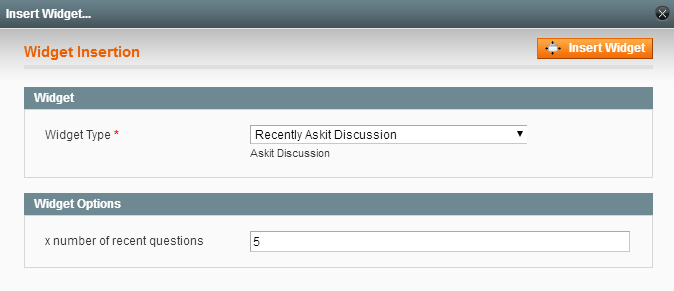 Insert Widget...
Widget Insertion
Insert Widget
Widget
Widget Type *
Recently Askit Discussion
Askit Discussion
Widget Options
x number of recent questions
5